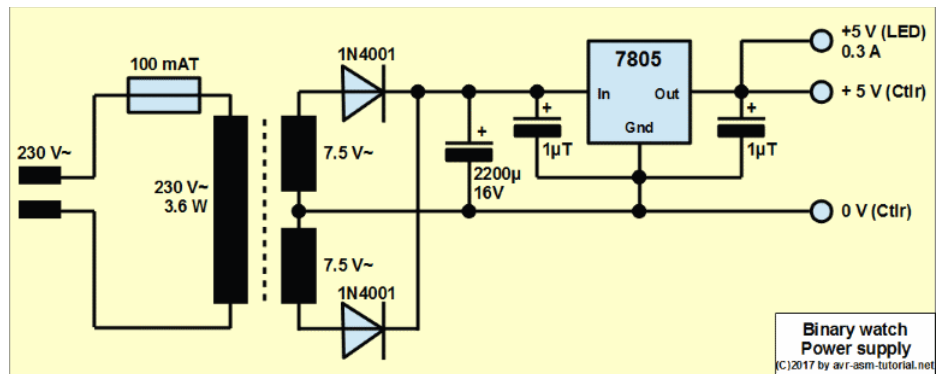 100 mAT
230 V~
230 V~
3.6 W
7.5 V~
7.5 V~
1N4001
1N4001
+
2200µ
16V
+
1µT
7805
In
Out
Gnd
+
1µT
+5 V (LED)
0.3 A
+ 5 V (Ctlr)
0 V (Ctlr)
Binary watch
Power supply
(C)2017 by avr-asm-tutorial.net